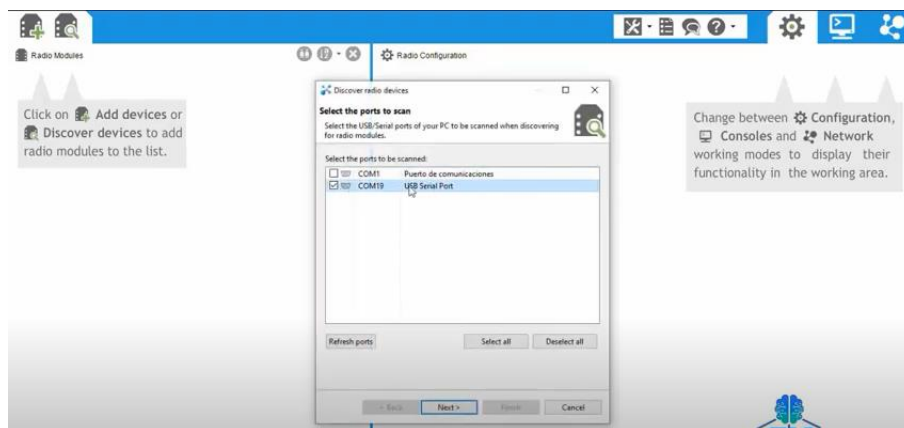 Radio Modules
Radio Configuration
Click on Add devices or
Discover devices to add
radio modules to the list.
Discover radio devices
Select the ports to scan
Select the USB/Serial ports of your PC to be scanned when discovering
for radio modules.
Select the ports to be scanned:
COM1 Puerto de comunicaciones
COM19 USB Serial Port
Refresh ports
Select all
Deselect all
< Back
Next >
Finish
Cancel
Change between Configuration,
Consoles and Network
working modes to display their
functionality in the working area.